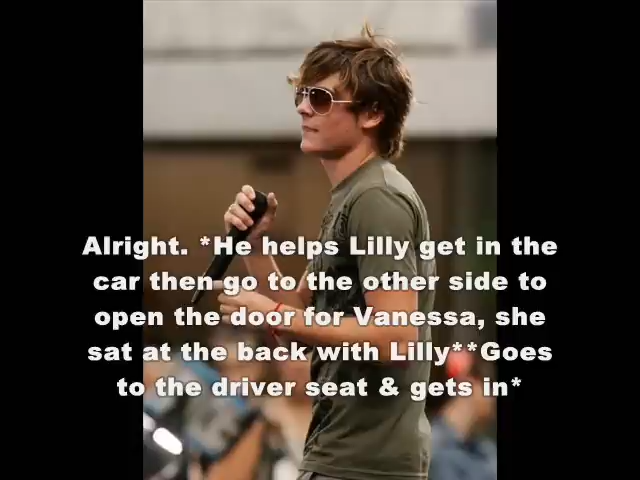 Alright. *He helps Lilly get in the
car then go to the other side to
open the door for Vanessa, she
sat at the back with Lilly**Goes
to the driver seat & gets in*